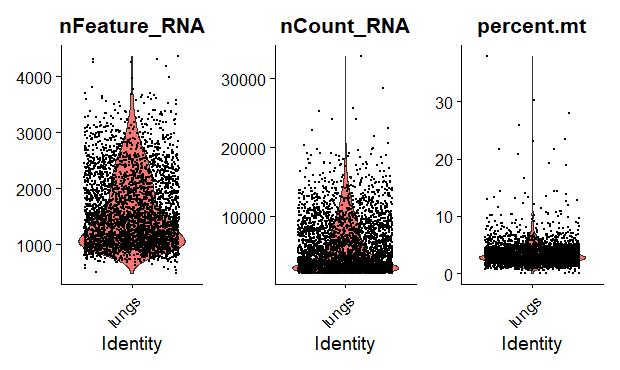 nFeature_RNA
4000
3000
2000
1000
lungs
Identity
nCount_RNA
30000
20000
10000
lungs
Identity
percent.mt
30
20
10
0
lungs
Identity